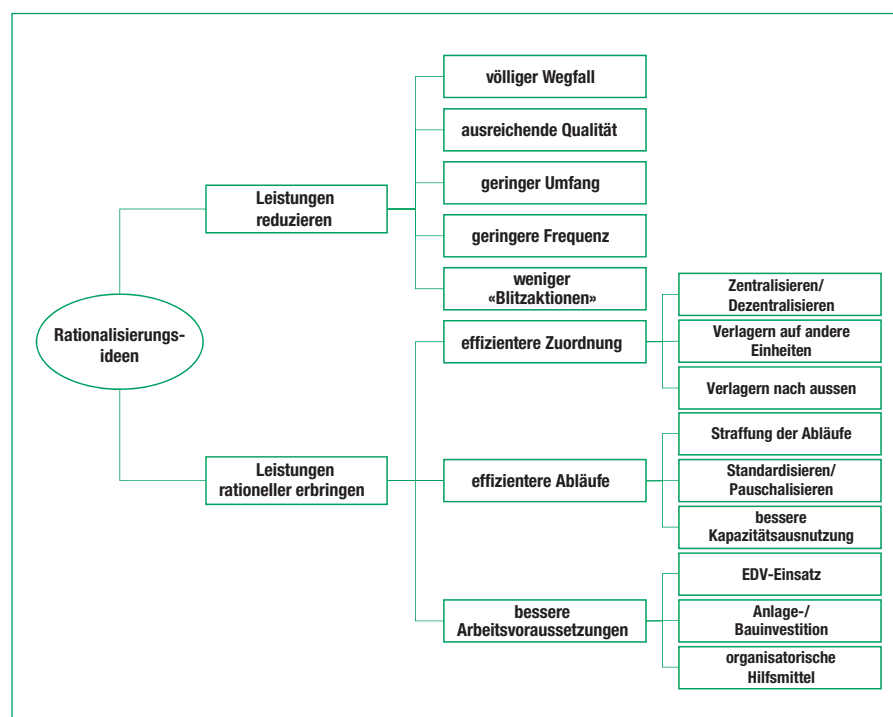 Rationalisierungs-
ideen
Leistungen
reduzieren
völliger Wegfall
ausreichende Qualität
geringer Umfang
geringere Frequenz
weniger
«Blitzaktionen»
Leistungen
rationeller erbringen
effizientere Zuordnung
Zentralisieren/
Dezentralisieren
Verlagern auf andere
Einheiten
Verlagern nach aussen
effizientere Abläufe
Straffung der Abläufe
Standardisieren/
Pauschalisieren
bessere
Kapazitätsausnutzung
bessere
Arbeitsvoraussetzungen
EDV-Einsatz
Anlage-/
Bauinvestition
organisatorische
Hilfsmittel